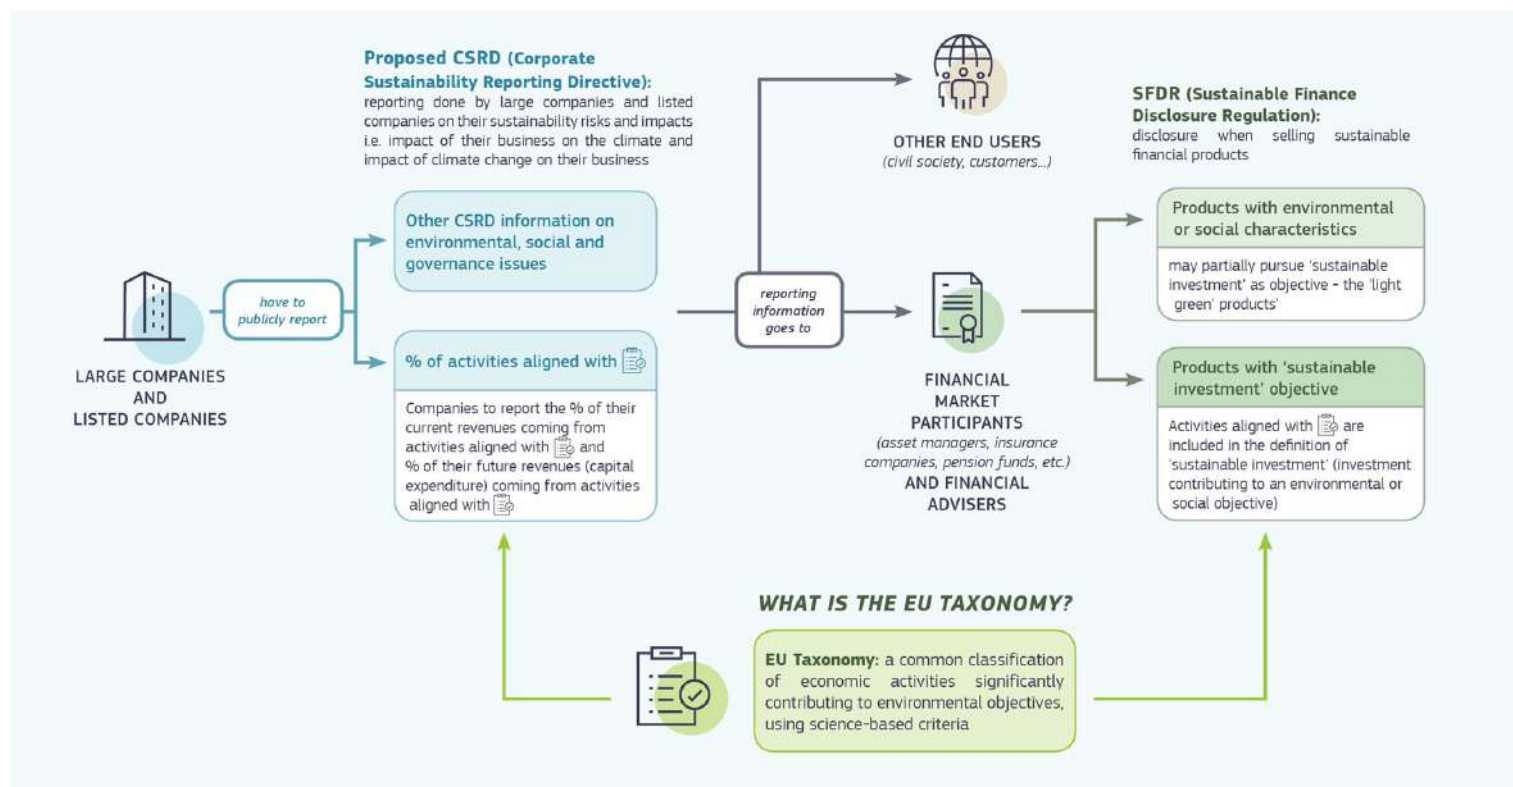 Proposed CSRD (Corporate
Sustainability Reporting Directive):
reporting done by large companies and listed
companies on their sustainability risks and impacts
i.e. impact of their business on the climate and
impact of climate change on their business
Other CSRD information on
environmental, social and
governance issues
LARGE COMPANIES
AND
LISTED COMPANIES
have to
publicly report
% of activities aligned with
Companies to report the % of their
current revenues coming from
activities aligned with and
% of their future revenues (capital
expenditure) coming from activities
aligned with
reporting
information
goes to
OTHER END USERS
(civil society, customers...)
FINANCIAL
MARKET
PARTICIPANTS
(asset managers, insurance
companies, pension funds, etc.)
AND FINANCIAL
ADVISERS
SFDR (Sustainable Finance
Disclosure Regulation):
disclosure when selling sustainable
financial products
Products with environmental
or social characteristics
may partially pursue 'sustainable
investment' as objective - the 'light
green' products'
Products with 'sustainable
investment' objective
Activities aligned with are
included in the definition of
'sustainable investment' (investment
contributing to an environmental or
social objective)
WHAT IS THE EU TAXONOMY?
EU Taxonomy: a common classification
of economic activities significantly
contributing to environmental objectives,
using science-based criteria